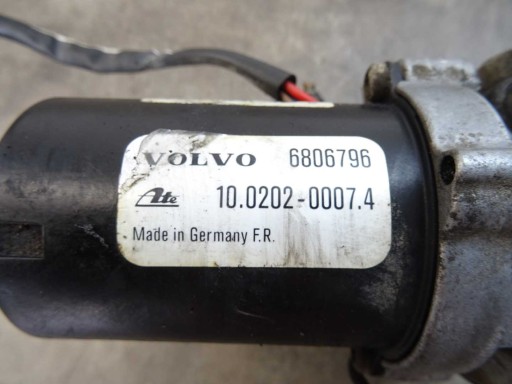 VOLVO 6806796
Ate 10.0202-0007.4
Made in Germany F.R.